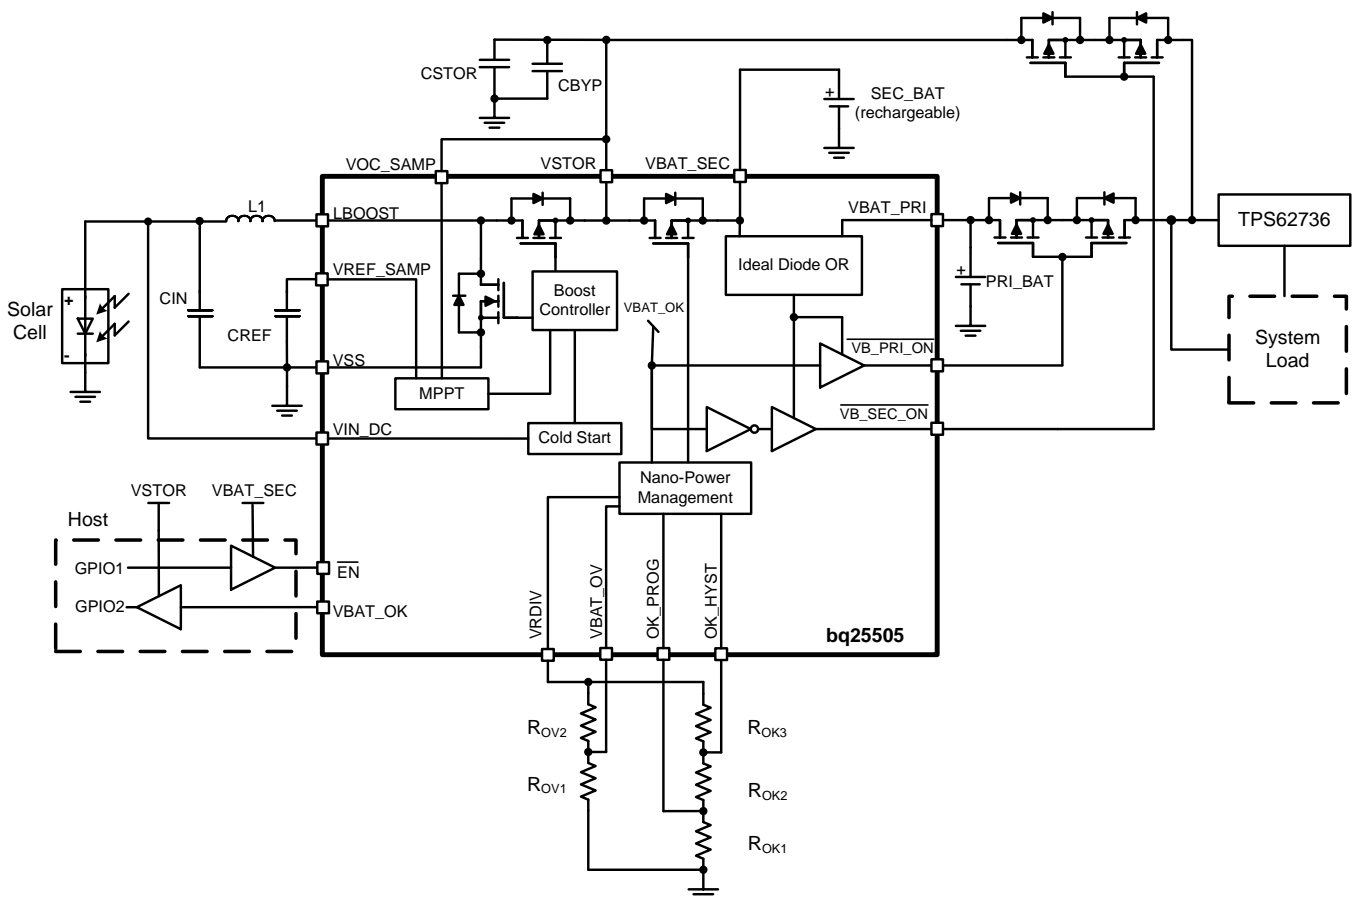 CSTOR
CBYP
+
SEC_BAT
(rechargeable)
VOC_SAMP
VSTOR
VBAT_SEC
L1
LBOOST
VBAT_PRI
TPS62736
VREF_SAMP
Ideal Diode OR
+
PRI_BAT
CIN
CREF
Boost
Controller
VBAT_OK
Solar
Cell
+
-
System
Load
VB_PRI_ON
VSS
MPPT
VB_SEC_ON
VIN_DC
Cold Start
Nano-Power
Management
VSTOR
VBAT_SEC
Host
GPIO1
EN
GPIO2
VBAT_OK
VRDIV
VBAT_OV
OK_PROG
OK_HYST
bq25505
ROV2
ROK3
ROV1
ROK2
ROK1